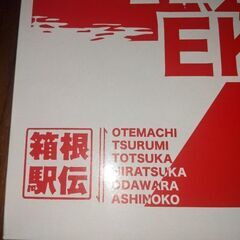 EK
箱根
駅伝
OTEMACHI
TSURUMI
TOTSUKA
HIRATSUKA
ODAWARA
ASHINOKO